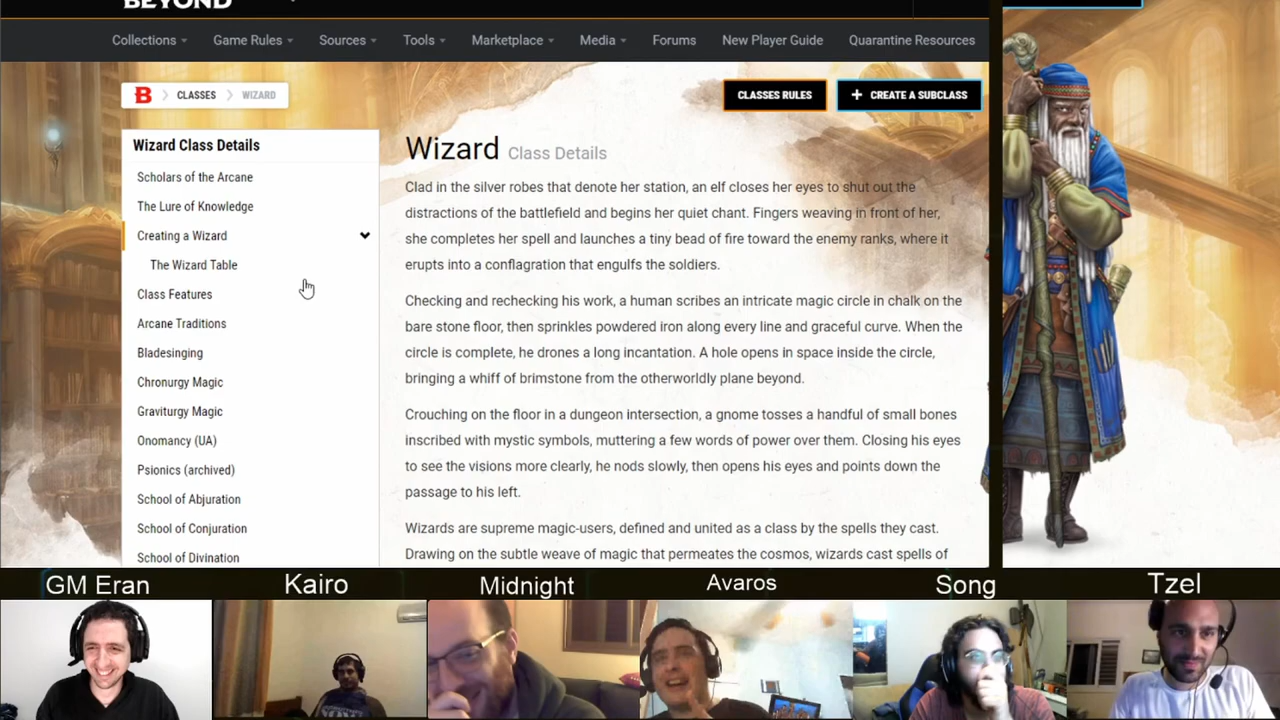 BEYOND
Collections Game Rules Sources Tools Marketplace Media Forums New Player Guide Quarantine Resources
B CLASSES WIZARD
CLASSES RULES
+ CREATE A SUBCLASS
Wizard Class Details
Scholars of the Arcane
The Lure of Knowledge
Creating a Wizard
The Wizard Table
Class Features
Arcane Traditions
Bladesinging
Chronurgy Magic
Graviturgy Magic
Onomancy (UA)
Psionics (archived)
School of Abjuration
School of Conjuration
School of Divination
Wizard Class Details
Clad in the silver robes that denote her station, an elf closes her eyes to shut out the
distractions of the battlefield and begins her quiet chant. Fingers weaving in front of her,
she completes her spell and launches a tiny bead of fire toward the enemy ranks, where it
erupts into a conflagration that engulfs the soldiers.
Checking and rechecking his work, a human scribes an intricate magic circle in chalk on the
bare stone floor, then sprinkles powdered iron along every line and graceful curve. When the
circle is complete, he drones a long incantation. A hole opens in space inside the circle,
bringing a whiff of brimstone from the otherworldly plane beyond.
Crouching on the floor in a dungeon intersection, a gnome tosses a handful of small bones
inscribed with mystic symbols, muttering a few words of power over them. Closing his eyes
to see the visions more clearly, he nods slowly, then opens his eyes and points down the
passage to his left.
Wizards are supreme magic-users, defined and united as a class by the spells they cast.
Drawing on the subtle weave of magic that permeates the cosmos, wizards cast spells of
GM Eran
Kairo
Midnight
Avaros
Song
Tzel